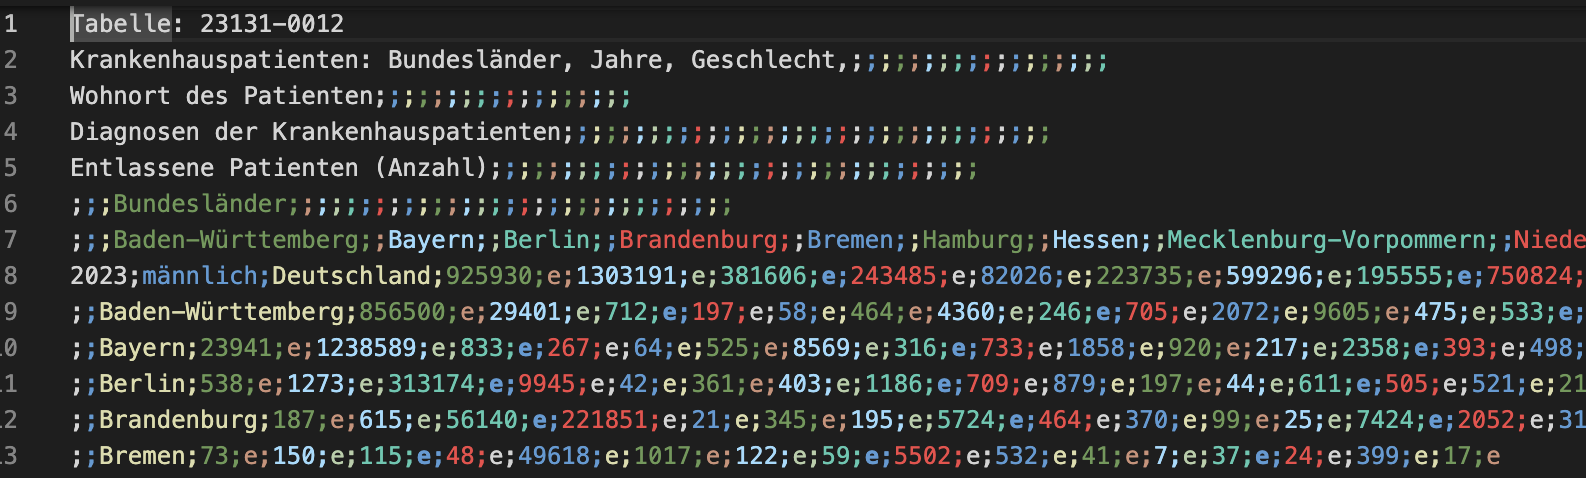 1 Tabelle: 23131-0012
2 Krankenhauspatienten: Bundesländer, Jahre, Geschlecht,;;;;;;;;;;;;;;;;;;
3 Wohnort des Patienten;;;;;;;;;;;;;;;;;;
4 Diagnosen der Krankenhauspatienten;;;;;;;;;;;;;;;;;;;;;;;;;;;;;;;;;;
5 Entlassene Patienten (Anzahl);;;;;;;;;;;;;;;;;;;;;;;;;;;;;;;;;;
6 ;;;Bundesländer;;;;;;;;;;;;;;;;;;;;;;;;;;;;;;;
7 ;;;Baden-Württemberg;;Bayern;;Berlin;;Brandenburg;;Bremen;;Hamburg;;Hessen;;Mecklenburg-Vorpommern;;Niede
8 2023;männlich;Deutschland;925930;e;1303191;e;381606;e;243485;e;82026;e;223735;e;599296;e;195555;e;750824;
9 ;;Baden-Württemberg;856500;e;29401;e;712;e;197;e;58;e;464;e;4360;e;246;e;705;e;2072;e;9605;e;475;e;533;e;
0 ;;Bayern;23941;e;1238589;e;833;e;267;e;64;e;525;e;8569;e;316;e;733;e;1858;e;920;e;217;e;2358;e;393;e;498;
1 ;;Berlin;538;e;1273;e;313174;e;9945;e;42;e;361;e;403;e;1186;e;709;e;879;e;197;e;44;e;611;e;505;e;521;e;21
2 ;;Brandenburg;187;e;615;e;56140;e;221851;e;21;e;345;e;195;e;5724;e;464;e;370;e;99;e;25;e;7424;e;2052;e;31
3 ;;Bremen;73;e;150;e;115;e;48;e;49618;e;1017;e;122;e;59;e;5502;e;532;e;41;e;7;e;37;e;24;e;399;e;17;e